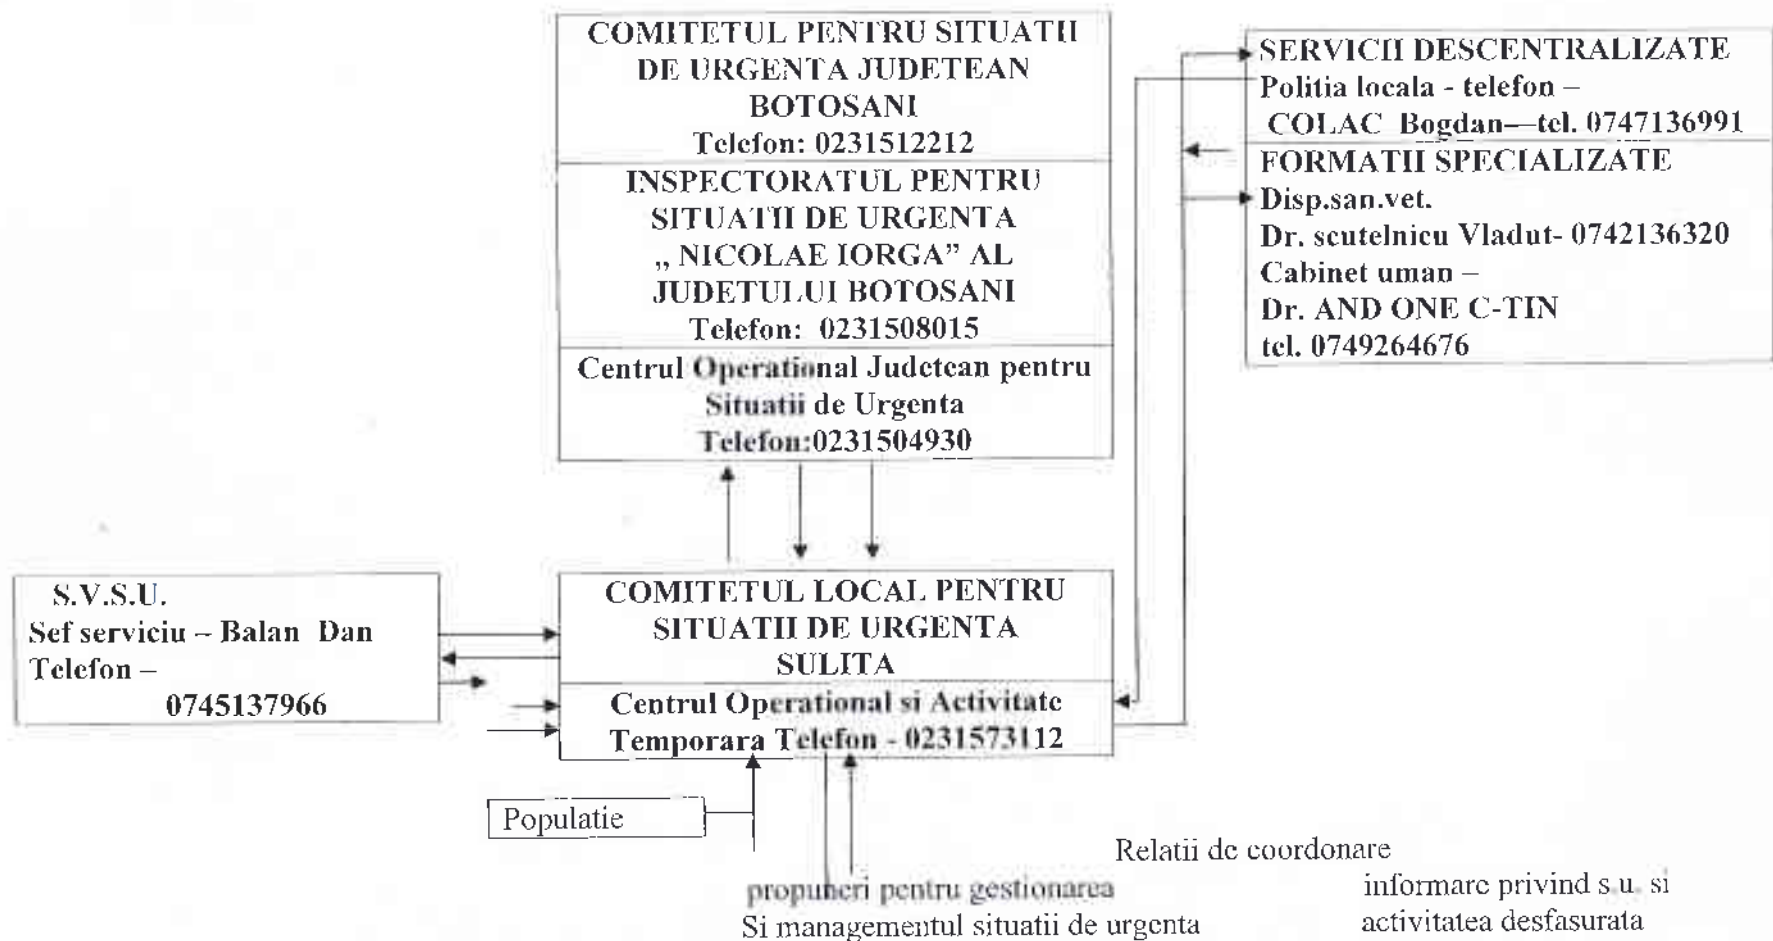 COMITETUL PENTRU SITUATII
DE URGENTA JUDETEAN
BOTOSANI
Telefon: 0231512212
INSPECTORATUL PENTRU
SITUATII DE URGENTA
„ NICOLAE IORGA” AL
JUDETULUI BOTOSANI
Telefon: 0231508015
Centrul Operational Judetean pentru
Situatii de Urgenta
Telefon:0231504930
SERVICII DESCENTRALIZATE
Politia locala - telefon –
COLAC Bogdan—tel. 0747136991
FORMATII SPECIALIZATE
Disp.san.vet.
Dr. scutelnicu Vladut- 0742136320
Cabinet uman –
Dr. AND ONE C-TIN
tel. 0749264676
S.V.S.U.
Sef serviciu – Balan Dan
Telefon –
0745137966
COMITETUL LOCAL PENTRU
SITUATII DE URGENTA
SULITA
Centrul Operational si Activitate
Temporara Telefon - 0231573112
Populatie
Relatii de coordonare
propuneri pentru gestionarea
Si managementul situatii de urgenta
informare privind s.u. si
activitatea desfasurata